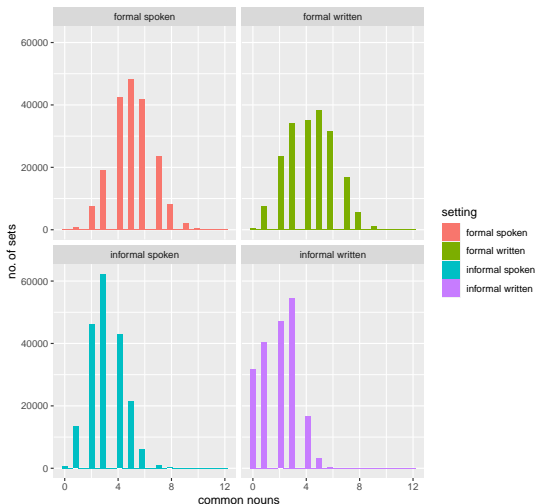 formal spoken
formal written
60000
40000
20000
0
informal spoken
informal written
60000
40000
20000
0
0
4
8
12
0
4
8
12
common nouns
no. of sets
setting
formal spoken
formal written
informal spoken
informal written